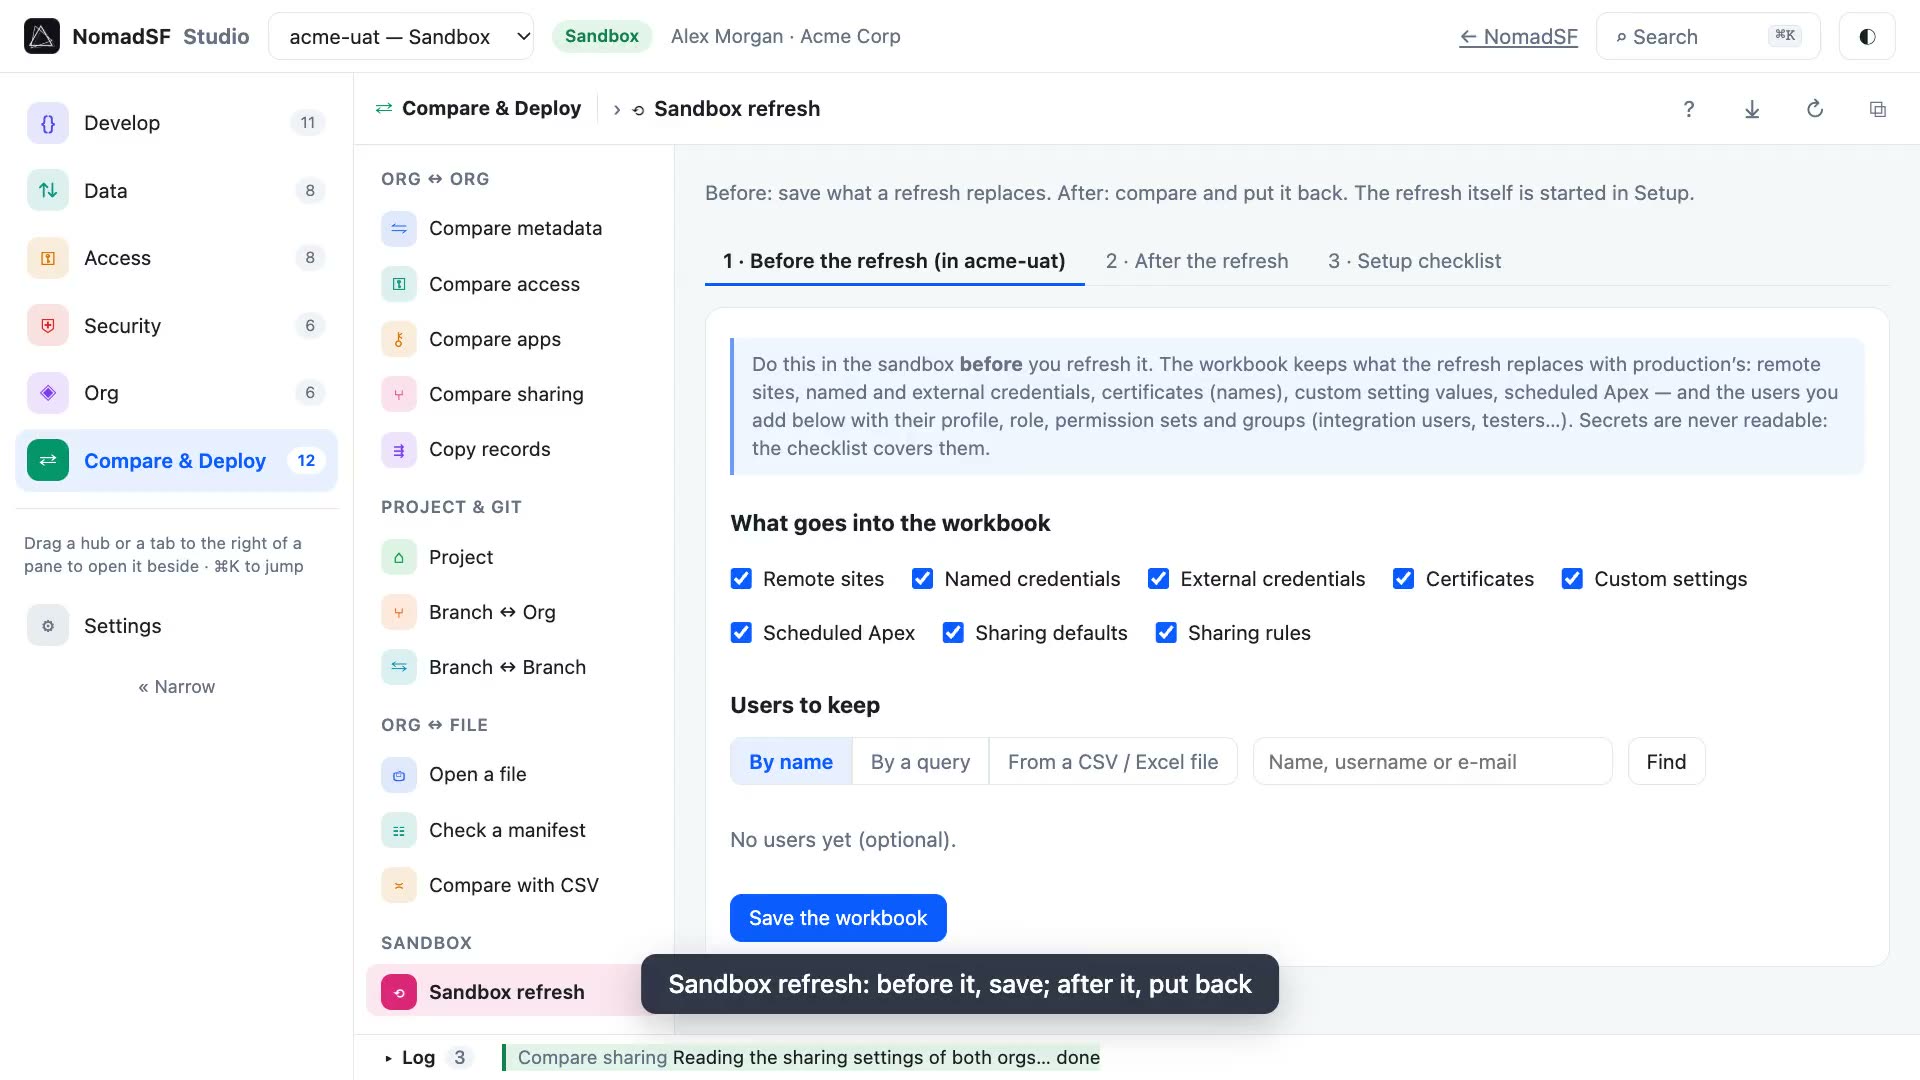 NomadSF Studio
acme-uat — Sandbox
Sandbox
Alex Morgan · Acme Corp
← NomadSF
Search ⌘K
Develop 11
Data 8
Access 8
Security 6
Org 6
Compare & Deploy 12
Drag a hub or a tab to the right of a
pane to open it beside · ⌘K to jump
Settings
« Narrow
Compare & Deploy › Sandbox refresh
?
ORG ↔ ORG
Compare metadata
Compare access
Compare apps
Compare sharing
Copy records
PROJECT & GIT
Project
Branch ↔ Org
Branch ↔ Branch
ORG ↔ FILE
Open a file
Check a manifest
Compare with CSV
SANDBOX
Sandbox refresh
Before: save what a refresh replaces. After: compare and put it back. The refresh itself is started in Setup.
1 · Before the refresh (in acme-uat)
2 · After the refresh
3 · Setup checklist
Do this in the sandbox before you refresh it. The workbook keeps what the refresh replaces with production’s: remote
sites, named and external credentials, certificates (names), custom setting values, scheduled Apex — and the users you
add below with their profile, role, permission sets and groups (integration users, testers…). Secrets are never readable:
the checklist covers them.
What goes into the workbook
Remote sites
Named credentials
External credentials
Certificates
Custom settings
Scheduled Apex
Sharing defaults
Sharing rules
Users to keep
By name
By a query
From a CSV / Excel file
Name, username or e-mail
Find
No users yet (optional).
Save the workbook
Sandbox refresh: before it, save; after it, put back
Log 3
Compare sharing Reading the sharing settings of both orgs… done